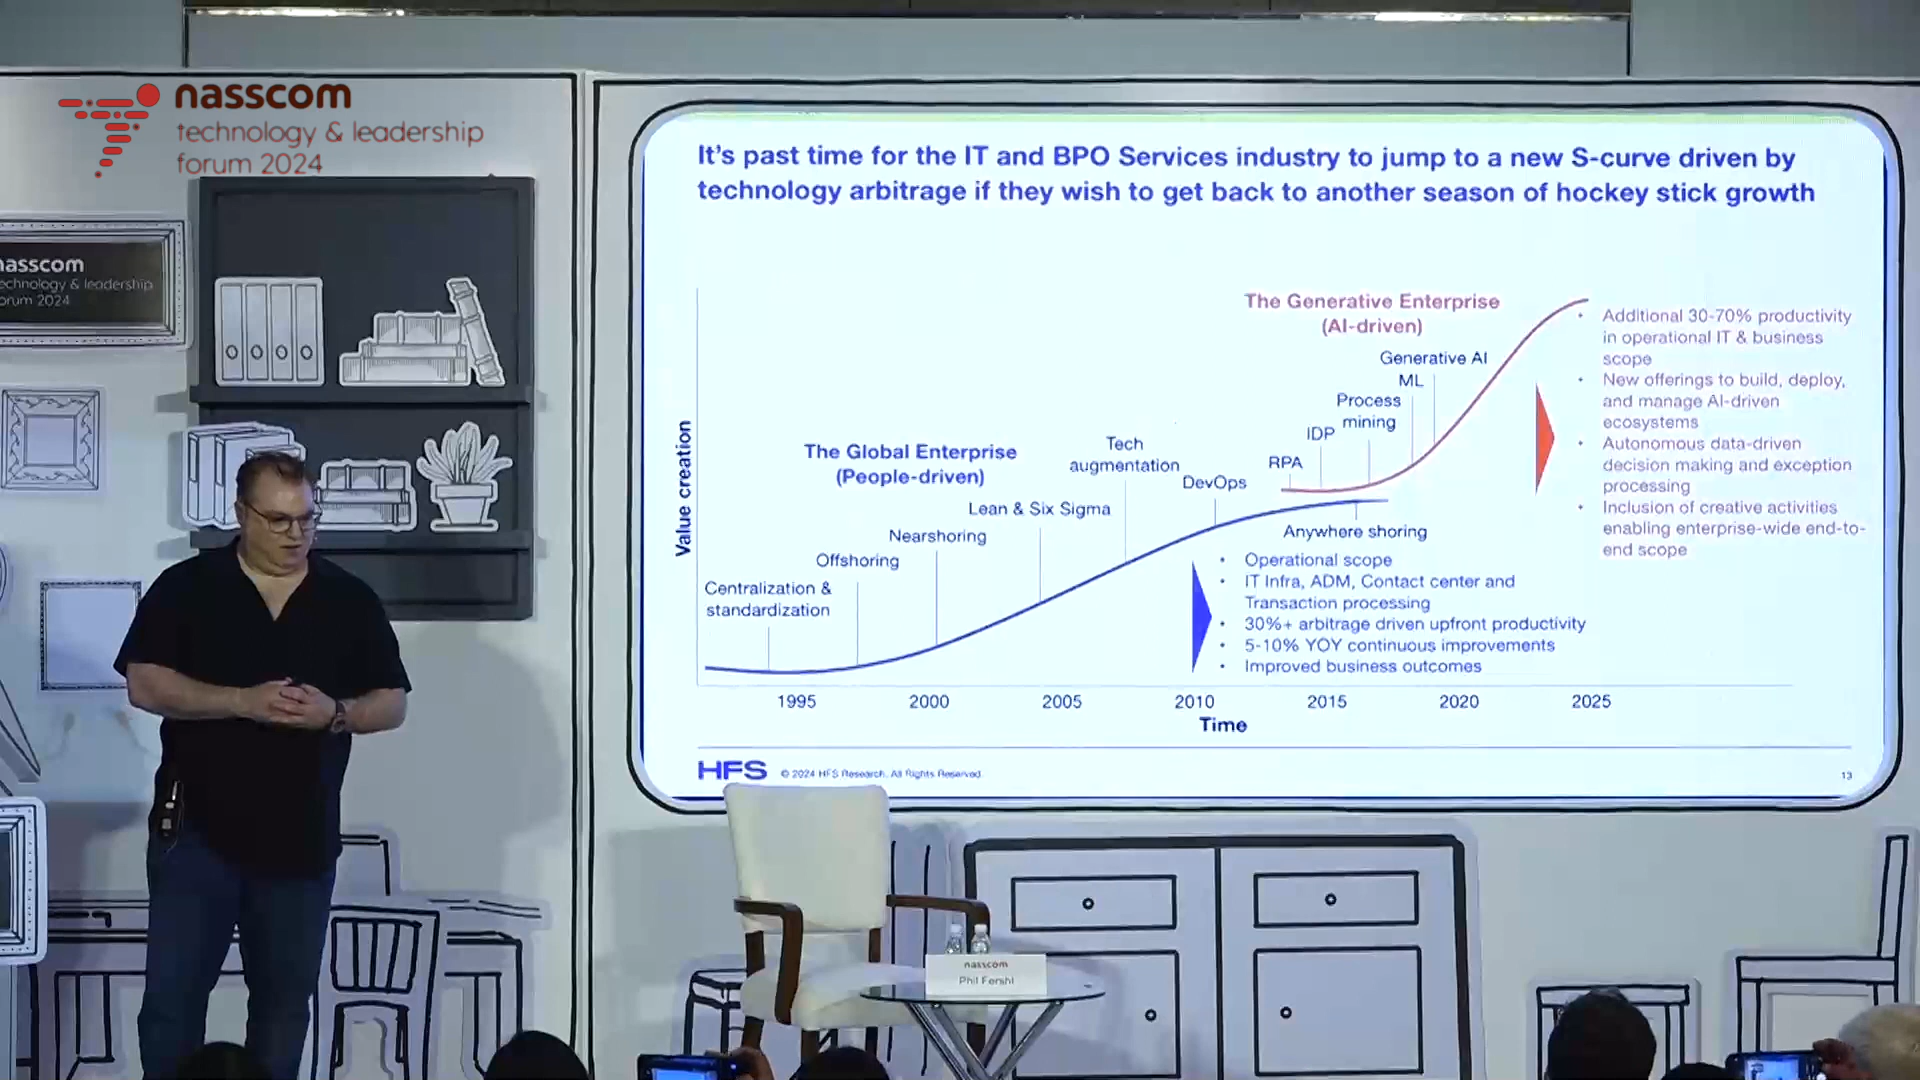 nasscom
technology & leadership
forum 2024
nasscom
technology & leadership
forum 2024
It's past time for the IT and BPO Services industry to jump to a new S-curve driven by
technology arbitrage if they wish to get back to another season of hockey stick growth
Value creation
The Global Enterprise
(People-driven)
Centralization &
standardization
Offshoring
Nearshoring
Lean & Six Sigma
Tech
augmentation
DevOps
Anywhere shoring
The Generative Enterprise
(AI-driven)
RPA
IDP
Process
mining
ML
Generative AI
• Operational scope
• IT Infra, ADM, Contact center and
Transaction processing
• 30%+ arbitrage driven upfront productivity
• 5-10% YOY continuous improvements
• Improved business outcomes
• Additional 30-70% productivity
in operational IT & business
scope
• New offerings to build, deploy,
and manage AI-driven
ecosystems
• Autonomous data-driven
decision making and exception
processing
• Inclusion of creative activities
enabling enterprise-wide end-to-
end scope
1995 2000 2005 2010 2015 2020 2025
Time
HFS © 2024 HFS Research. All Rights Reserved.
13
nasscom
Phil Fersht